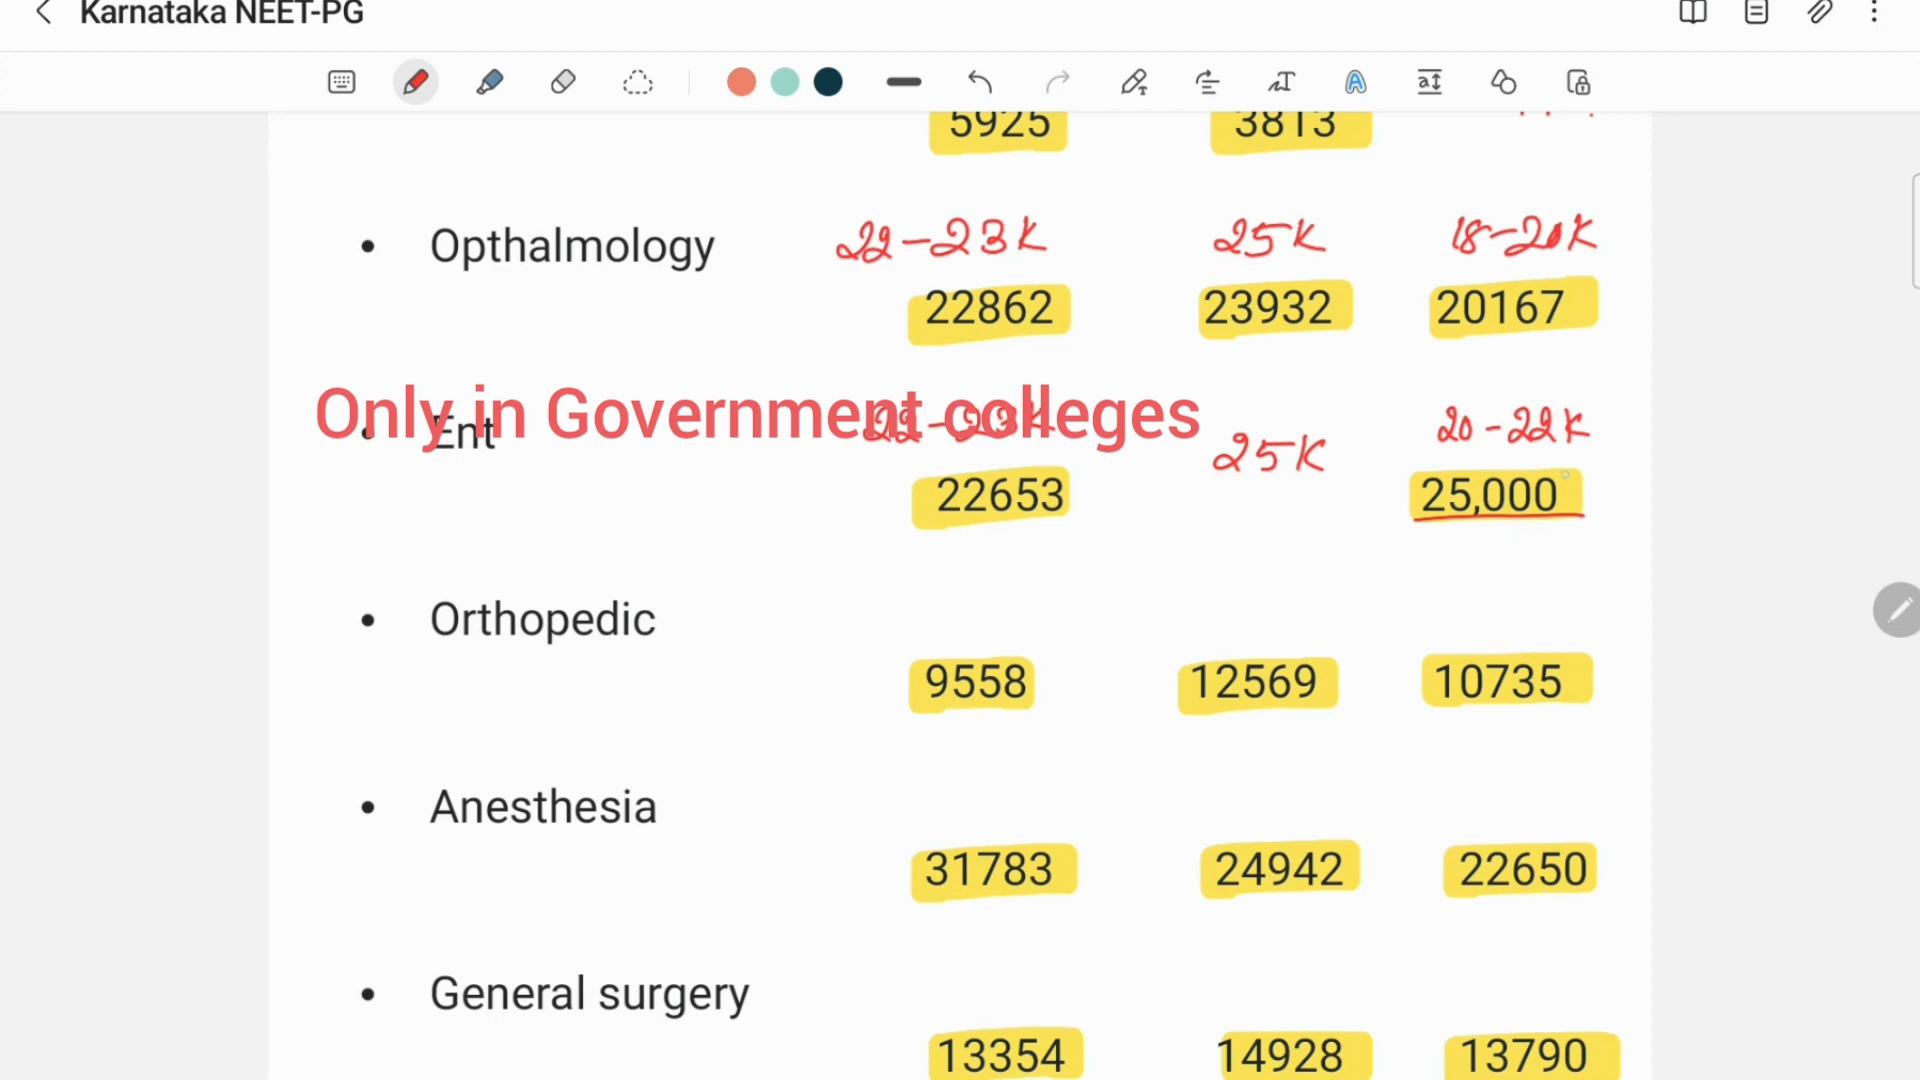 Karnataka NEET-PG
5925 3813
• Opthalmology 22-23K 25K 18-20K
22862 23932 20167
Only in Government colleges
• Ent 22-23K 25K 20-22K
22653 25,000
• Orthopedic
9558 12569 10735
• Anesthesia
31783 24942 22650
• General surgery
13354 14928 13790